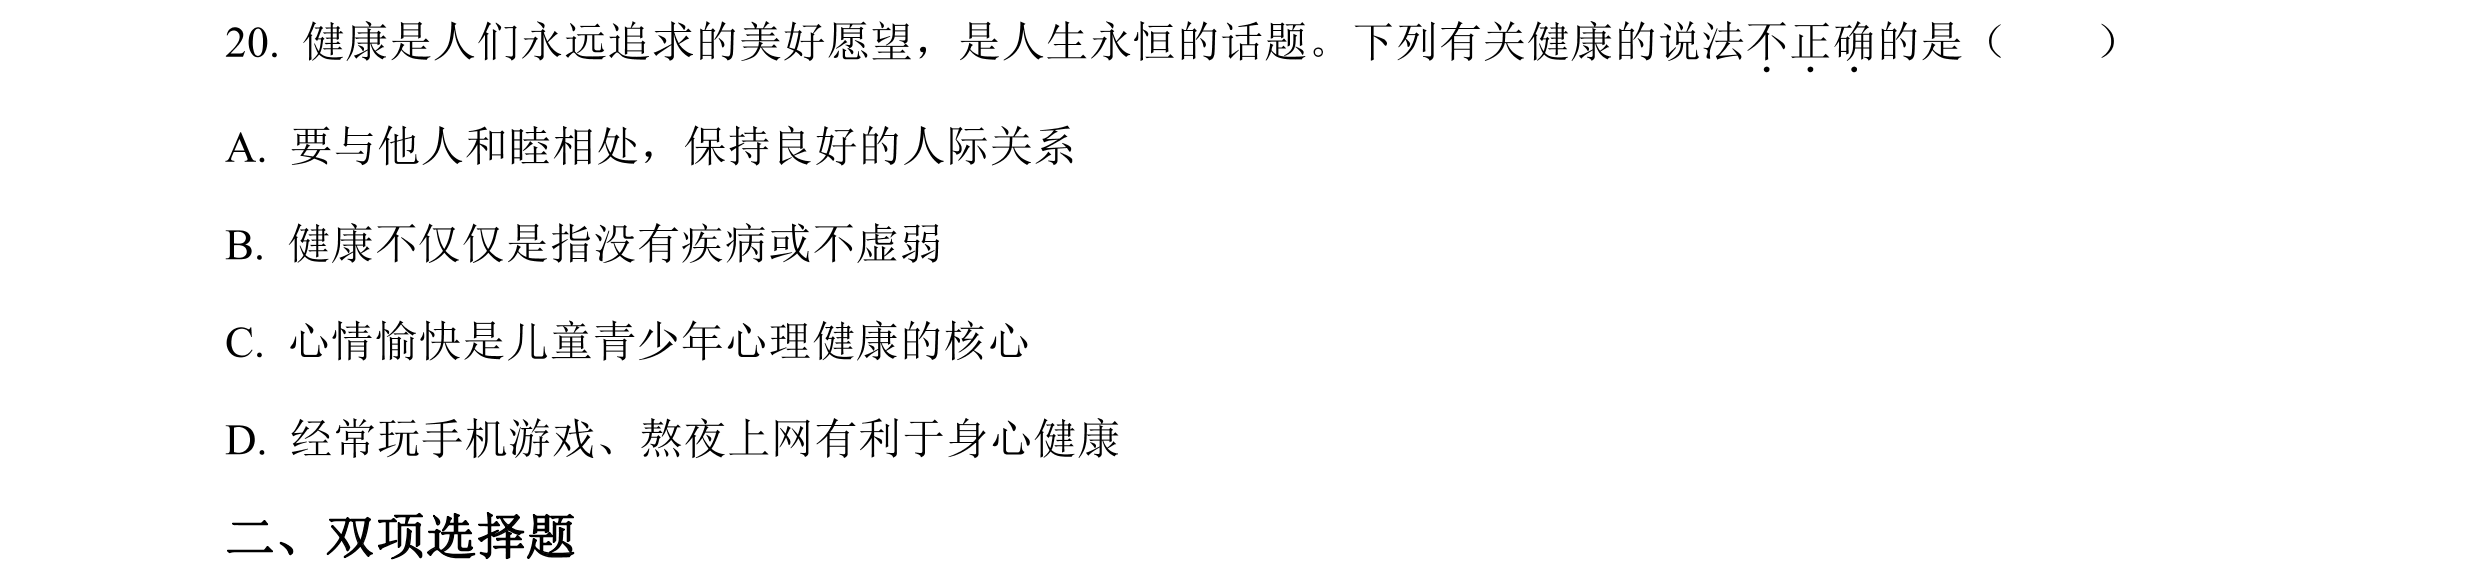 20. 健康是人们永远追求的美好愿望，是人生永恒的话题。下列有关健康的说法不正确的是（　　）
A. 要与他人和睦相处，保持良好的人际关系
B. 健康不仅仅是指没有疾病或不虚弱
C. 心情愉快是儿童青少年心理健康的核心
D. 经常玩手机游戏、熬夜上网有利于身心健康
二、双项选择题